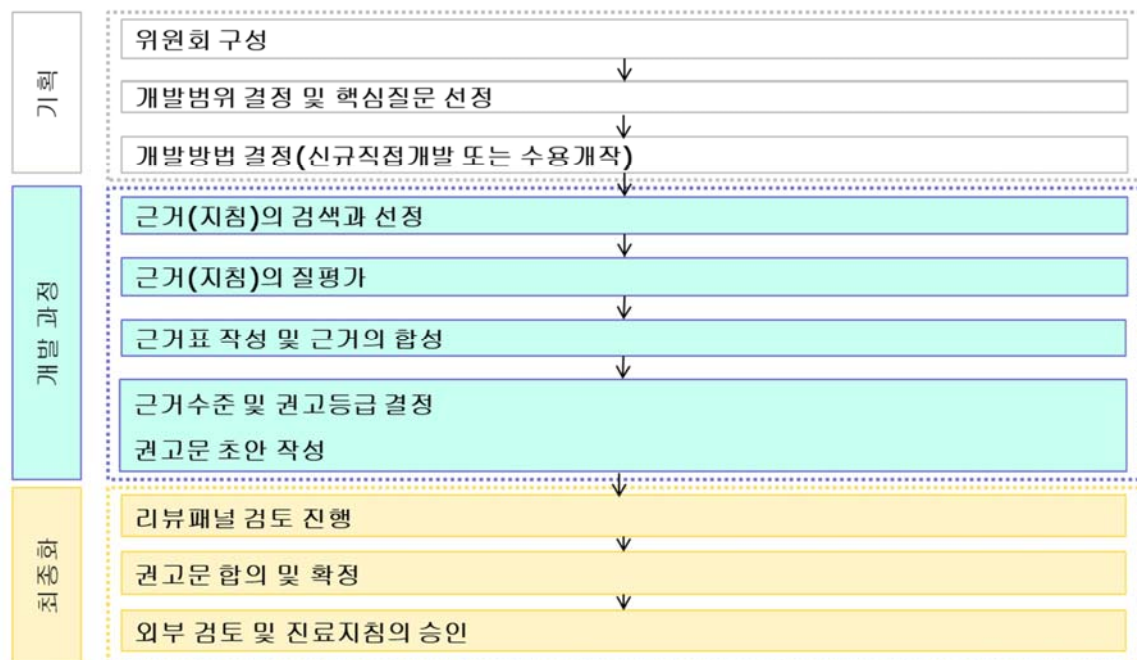 기획
위원회 구성
개발범위 결정 및 핵심질문 선정
개발방법 결정(신규직접개발 또는 수용개작)
개발 과정
근거(지침)의 검색과 선정
근거(지침)의 질평가
근거표 작성 및 근거의 합성
근거수준 및 권고등급 결정
권고문 초안 작성
최종화
리뷰패널 검토 진행
권고문 합의 및 확정
외부 검토 및 진료지침의 승인